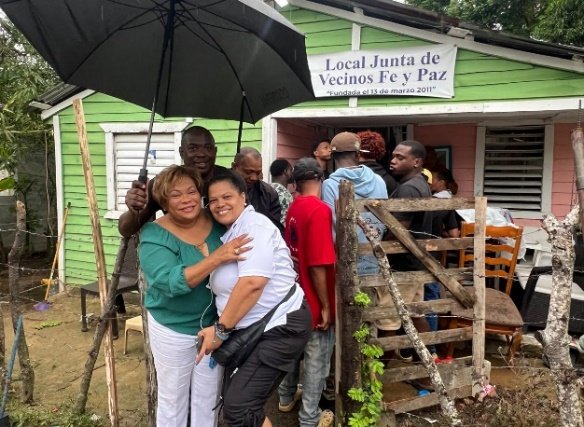 Local Junta de
Vecinos Fe y Paz
"Fundada el 13 de marzo, 2011"